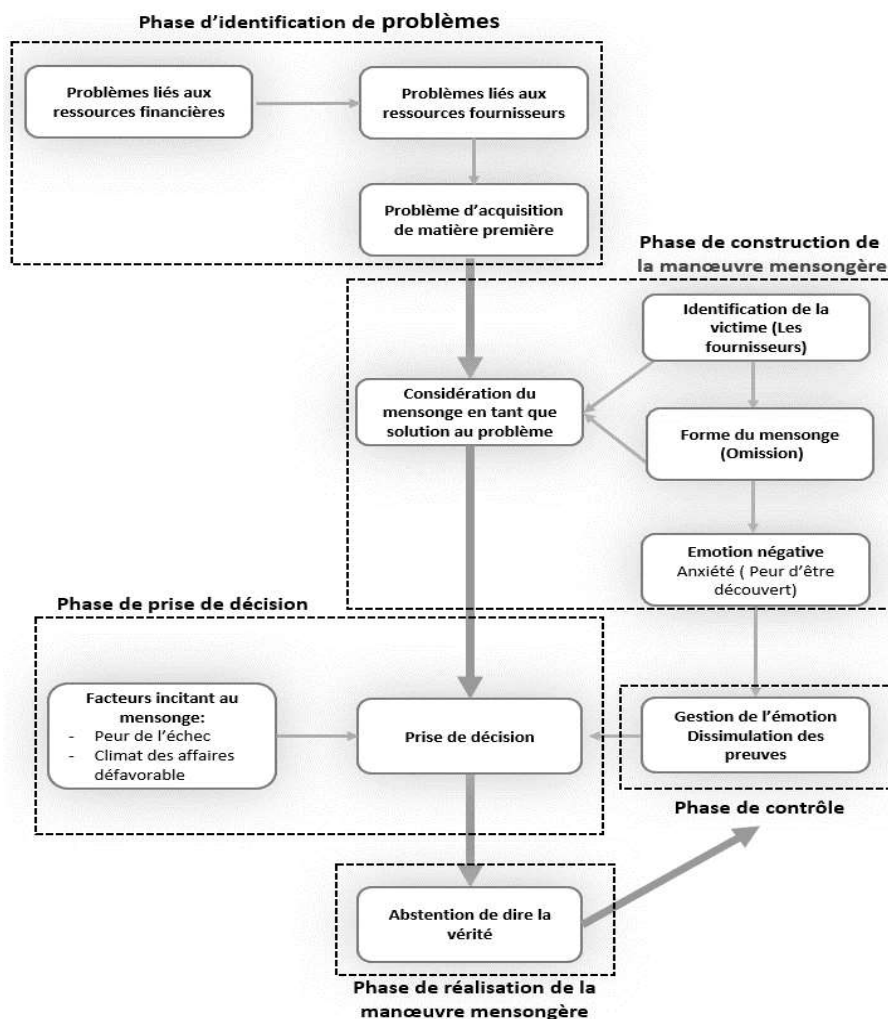 Phase d’identification de problèmes
Problèmes liés aux
ressources financières
Problèmes liés aux
ressources fournisseurs
Problème d’acquisition
de matière première
Phase de construction de
la manœuvre mensongère
Identification de la
victime (Les
fournisseurs)
Considération du
mensonge en tant que
solution au problème
Forme du mensonge
(Omission)
Emotion négative
Anxiété ( Peur d’être
découvert)
Phase de prise de décision
Facteurs incitant au
mensonge:
- Peur de l’échec
- Climat des affaires
défavorable
Prise de décision
Gestion de l’émotion
Dissimulation des
preuves
Phase de contrôle
Abstention de dire la
vérité
Phase de réalisation de la
manœuvre mensongère